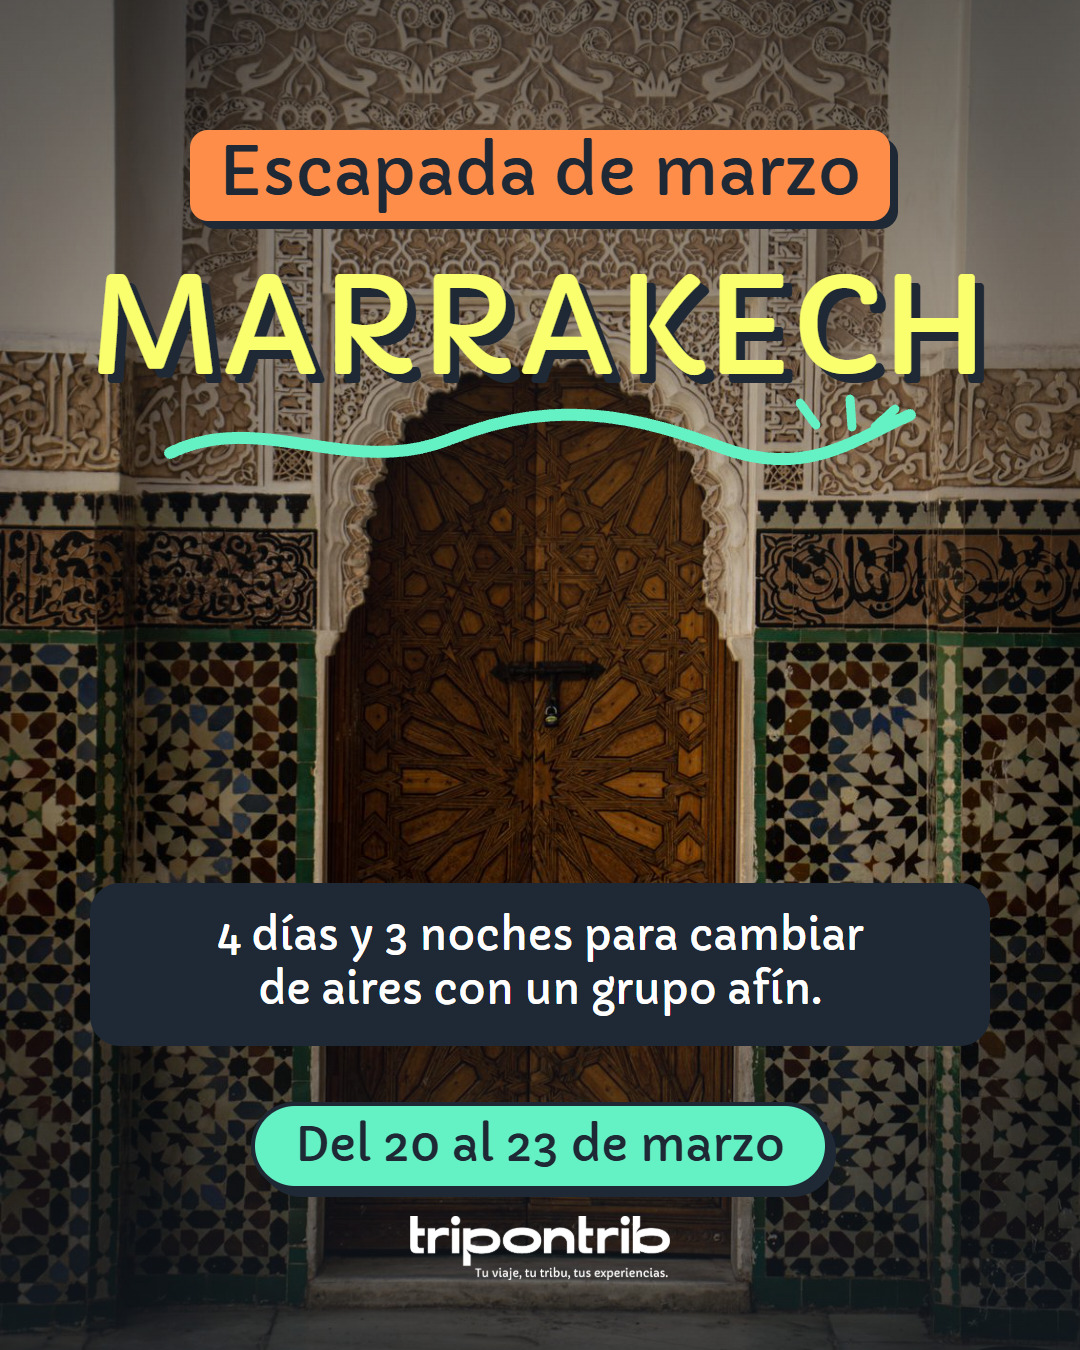 Escapada de marzo
MARRAKECH
4 días y 3 noches para cambiar
de aires con un grupo afín.
Del 20 al 23 de marzo
tripontrib
Tu viaje, tu tribu, tus experiencias.